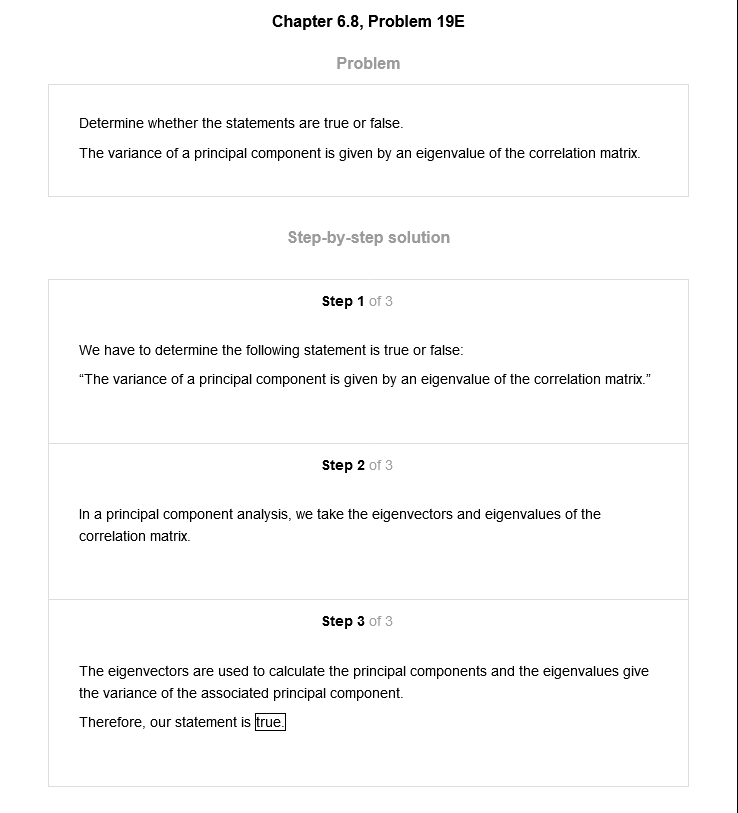 Chapter 6.8, Problem 19E
Problem
Determine whether the statements are true or false.
The variance of a principal component is given by an eigenvalue of the correlation matrix.
Step-by-step solution
Step 1 of 3
We have to determine the following statement is true or false:
“The variance of a principal component is given by an eigenvalue of the correlation matrix.”
Step 2 of 3
In a principal component analysis, we take the eigenvectors and eigenvalues of the
correlation matrix.
Step 3 of 3
The eigenvectors are used to calculate the principal components and the eigenvalues give
the variance of the associated principal component.
Therefore, our statement is true.